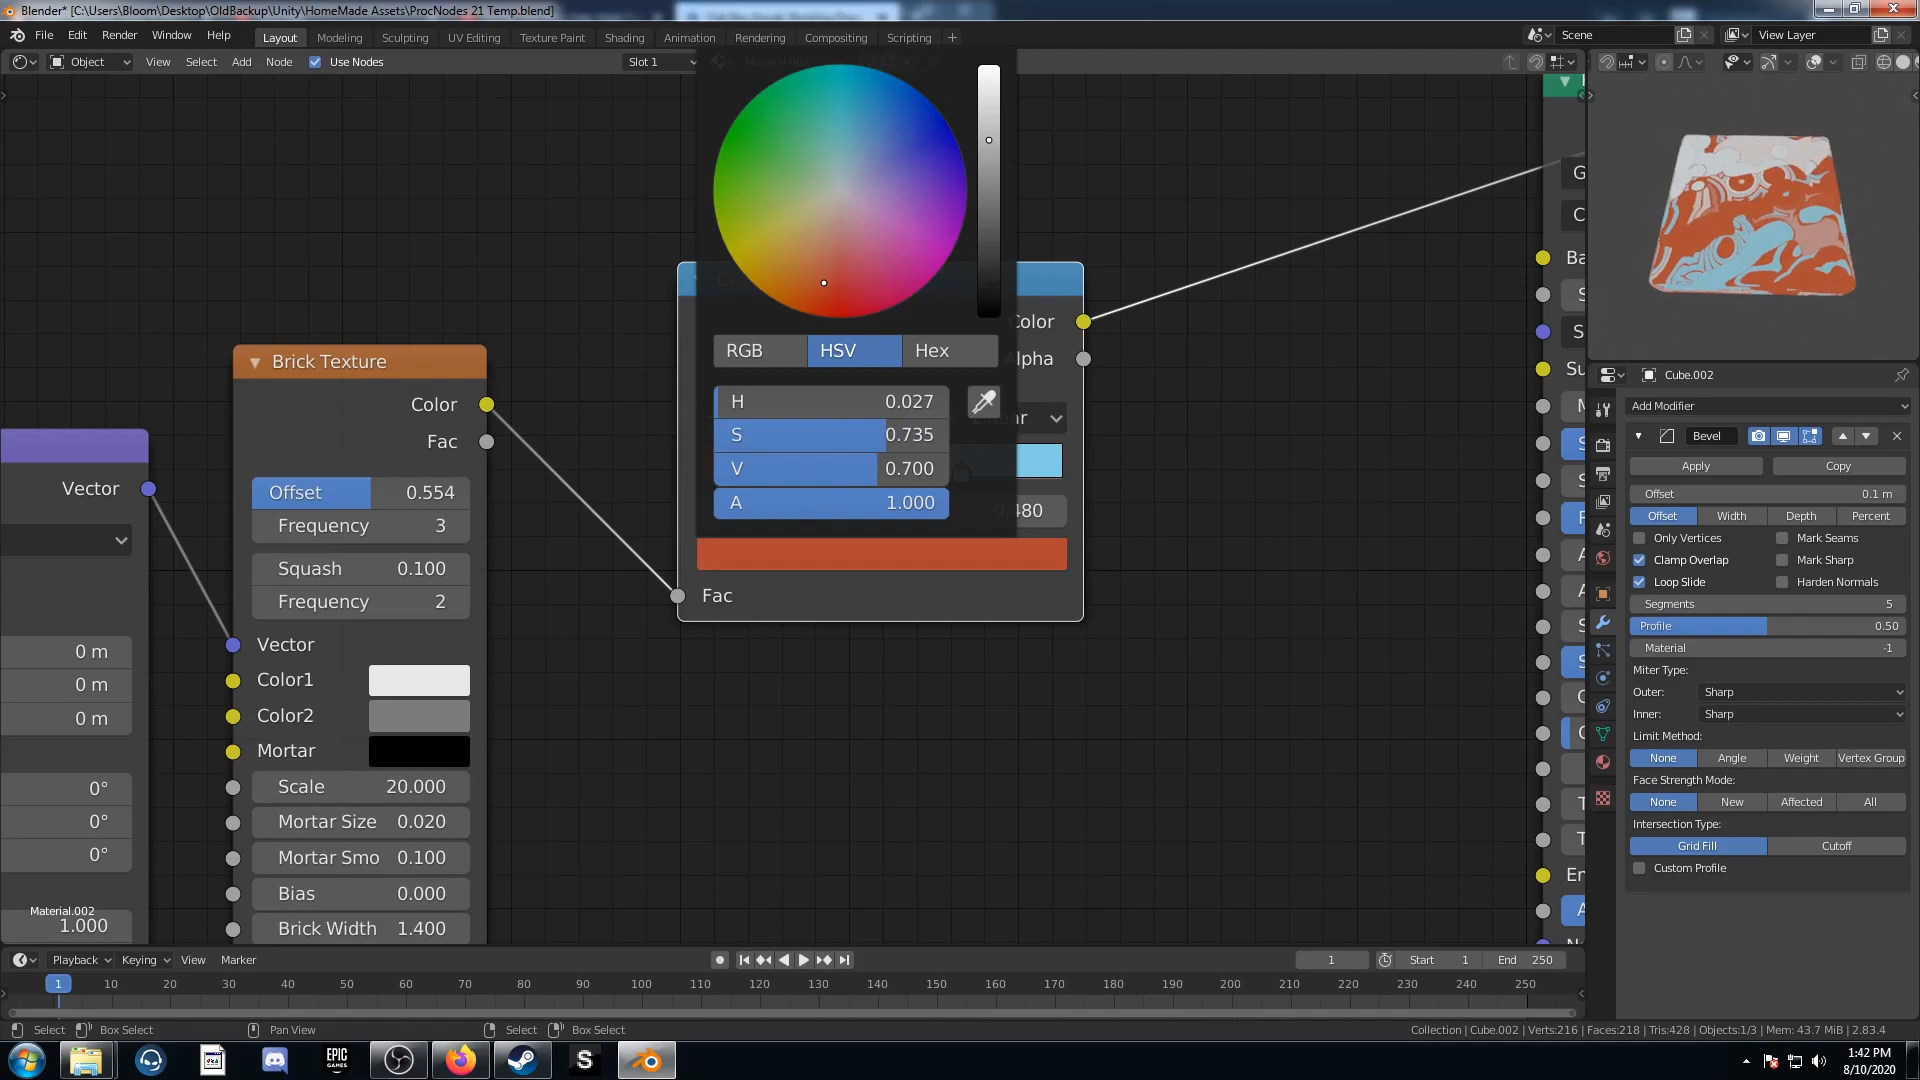 Blender* [C:\Users\Bloom\Desktop\OldBackup\Unity\HomeMade Assets\ProcNodes 21 Temp.blend]
File Edit Render Window Help
Layout Modeling Sculpting UV Editing Texture Paint Shading Animation Rendering Compositing Scripting +
Scene
View Layer
Object View Select Add Node Use Nodes Slot 1
Color
Alpha
RGB HSV Hex
H 0.027
S 0.735
V 0.700
A 1.000
Fac
Brick Texture
Color
Fac
Offset 0.554
Frequency 3
Squash 0.100
Frequency 2
Vector
Color1
Color2
Mortar
Scale 20.000
Mortar Size 0.020
Mortar Smo 0.100
Bias 0.000
Brick Width 1.400
Vector
0 m
0 m
0 m
0°
0°
0°
Material.002
1.000
G
C
Ba
S
S
Su
Cube.002
Add Modifier
Bevel
Apply Copy
Offset 0.1 m
Offset Width Depth Percent
Only Vertices Mark Seams
Clamp Overlap Mark Sharp
Loop Slide Harden Normals
Segments 5
Profile 0.50
Material -1
Miter Type:
Outer: Sharp
Inner: Sharp
Limit Method:
None Angle Weight Vertex Group
Face Strength Mode:
None New Affected All
Intersection Type:
Grid Fill Cutoff
Custom Profile
Playback Keying View Marker
1 Start 1 End 250
1 10 20 30 40 50 60 70 80 90 100 110 120 130 140 150 160 170 180 190 200 210 220 230 240 250
Select Box Select Pan View Select Box Select
Collection | Cube.002 | Verts:216 | Faces:218 | Tris:428 | Objects:1/3 | Mem: 43.7 MiB | 2.83.4
EPIC
GAMES
S
1:42 PM
8/10/2020